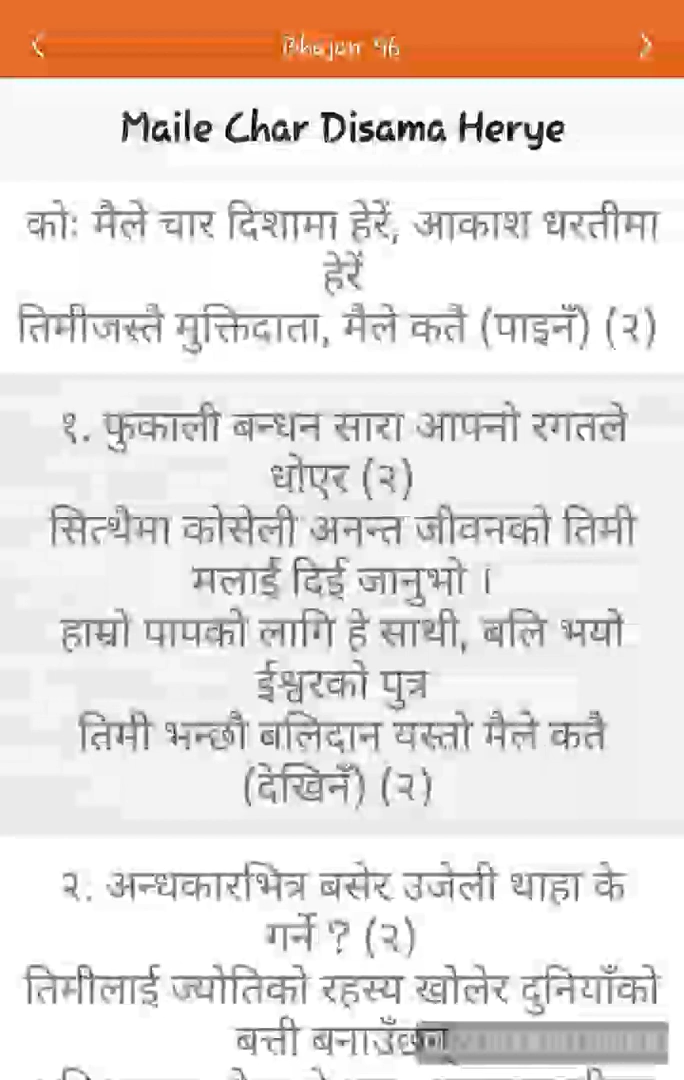 Bhajan 96
Maile Char Disama Herye
कोः मैले चार दिशामा हेरें, आकाश धरतीमा
हेरें
तिमीजस्तै मुक्तिदाता, मैले कतै (पाइनँ) (२)
१. फुकाली बन्धन सारा आफ्नो रगतले
धोएर (२)
सित्थैमा कोसेली अनन्त जीवनको तिमी
मलाई दिई जानुभो ।
हाम्रो पापको लागि हे साथी, बलि भयो
ईश्वरको पुत्र
तिमी भन्छौ बलिदान यस्तो मैले कतै
(देखिनँ) (२)
२. अन्धकारभित्र बसेर उजेली थाहा के
गर्ने ? (२)
तिमीलाई ज्योतिको रहस्य खोलेर दुनियाँको
बत्ती